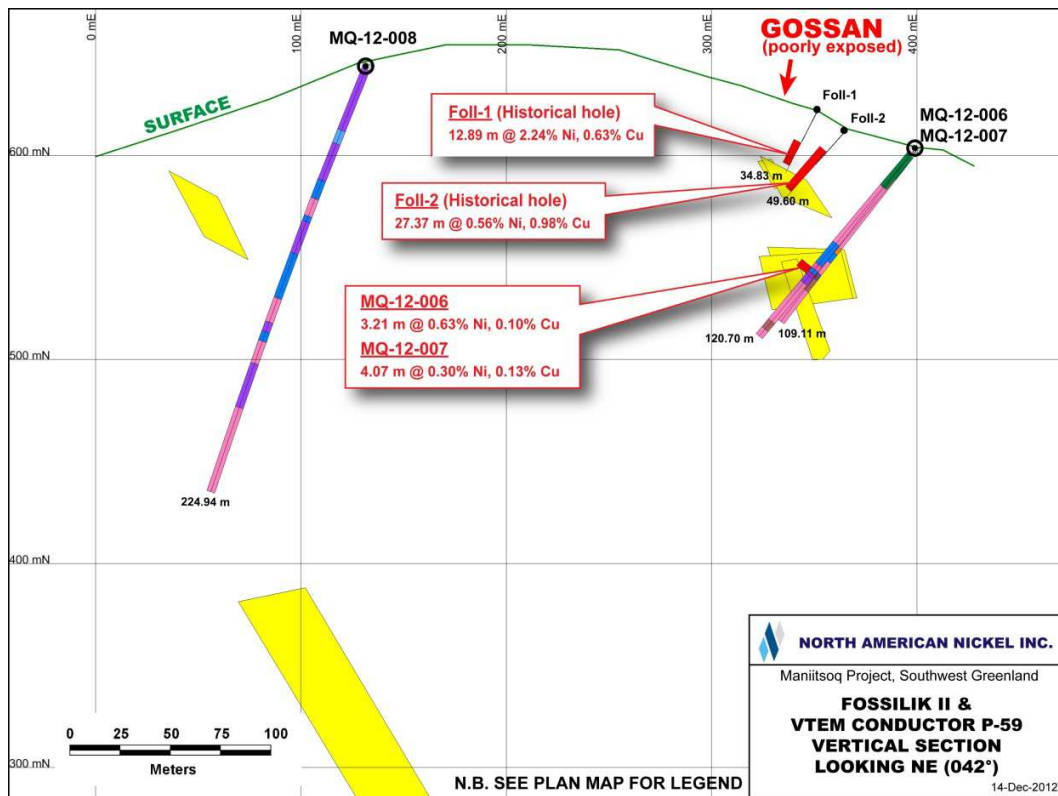 0 mE
100 mE
200 mE
300 mE
400 mE
MQ-12-008
GOSSAN
(poorly exposed)
SURFACE
Foll-1
Foll-2
MQ-12-006
MQ-12-007
Foll-1 (Historical hole)
12.89 m @ 2.24% Ni, 0.63% Cu
600 mN
34.83 m
49.60 m
Foll-2 (Historical hole)
27.37 m @ 0.56% Ni, 0.98% Cu
MQ-12-006
3.21 m @ 0.63% Ni, 0.10% Cu
MQ-12-007
4.07 m @ 0.30% Ni, 0.13% Cu
120.70 m
109.11 m
500 mN
224.94 m
400 mN
NORTH AMERICAN NICKEL INC.
Maniitsoq Project, Southwest Greenland
FOSSILIK II &
VTEM CONDUCTOR P-59
VERTICAL SECTION
LOOKING NE (042°)
14-Dec-2012
0 25 50 75 100
Meters
300 mN
N.B. SEE PLAN MAP FOR LEGEND